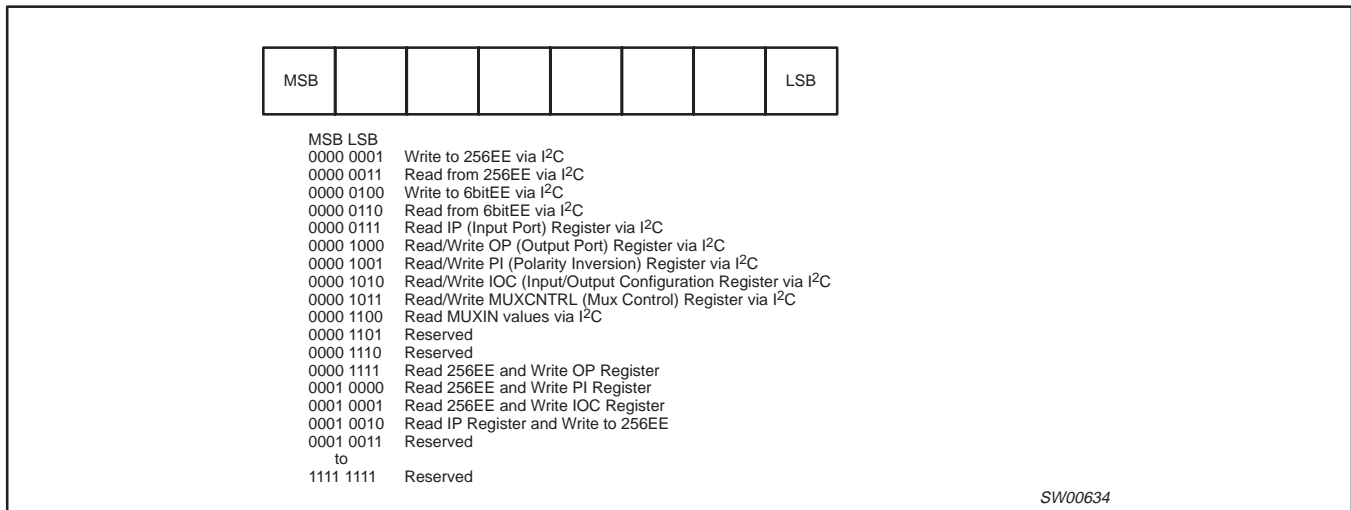 MSB LSB
MSB LSB
0000 0001 Write to 256EE via I2C
0000 0011 Read from 256EE via I2C
0000 0100 Write to 6bitEE via I2C
0000 0110 Read from 6bitEE via I2C
0000 0111 Read IP (Input Port) Register via I2C
0000 1000 Read/Write OP (Output Port) Register via I2C
0000 1001 Read/Write PI (Polarity Inversion) Register via I2C
0000 1010 Read/Write IOC (Input/Output Configuration Register via I2C
0000 1011 Read/Write MUXCNTRL (Mux Control) Register via I2C
0000 1100 Read MUXIN values via I2C
0000 1101 Reserved
0000 1110 Reserved
0000 1111 Read 256EE and Write OP Register
0001 0000 Read 256EE and Write PI Register
0001 0001 Read 256EE and Write IOC Register
0001 0010 Read IP Register and Write to 256EE
0001 0011 Reserved
to
1111 1111 Reserved
SW00634